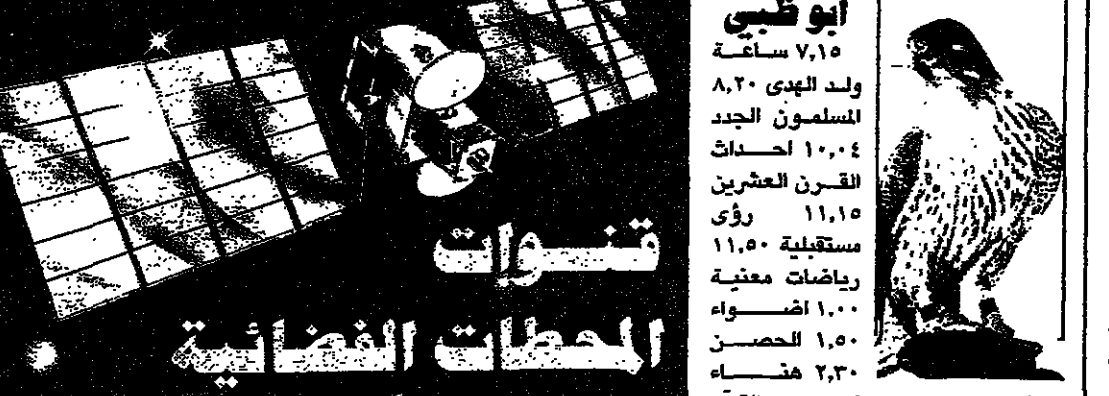 قنوات
المحطات الفضائية
أبو ظبي
٧,١٥ ساعة
ولد الهدى ٨,٢٠
المسلمون الجدد
١٠,٠٤ احداث
القرن العشرين
١١,١٥ رؤى
مستقبلية ١١,٥٠
رياضات معنية
١,٠٠ اضواء
١,٥٠ الحصن
٢,٣٠ هناء